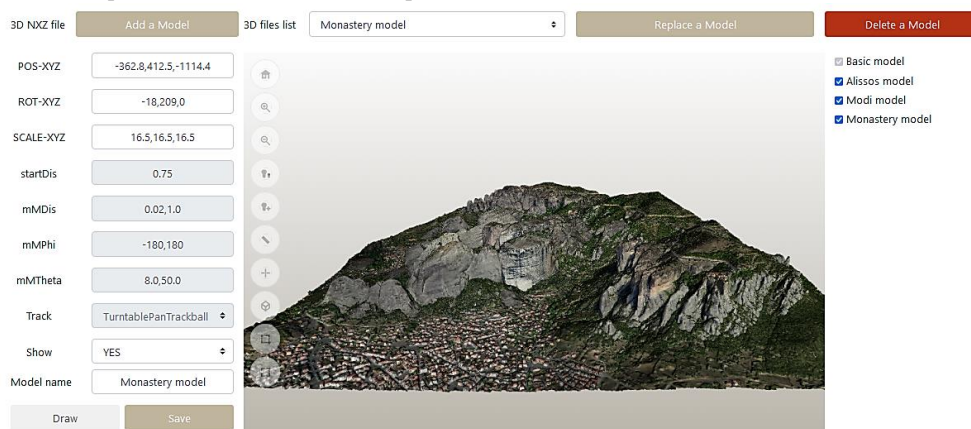 3D NXZ file Add a Model 3D files list Monastery model Replace a Model Delete a Model
POS-XYZ -362.8,412.5,-1114.4
ROT-XYZ -18,209,0
SCALE-XYZ 16.5,16.5,16.5
startDis 0.75
mMDis 0.02,1.0
mMPhi -180,180
mMTheta 8.0,50.0
Track TurntablePanTrackball
Show YES
Model name Monastery model
Draw Save
Basic model
Alissos model
Modi model
Monastery model